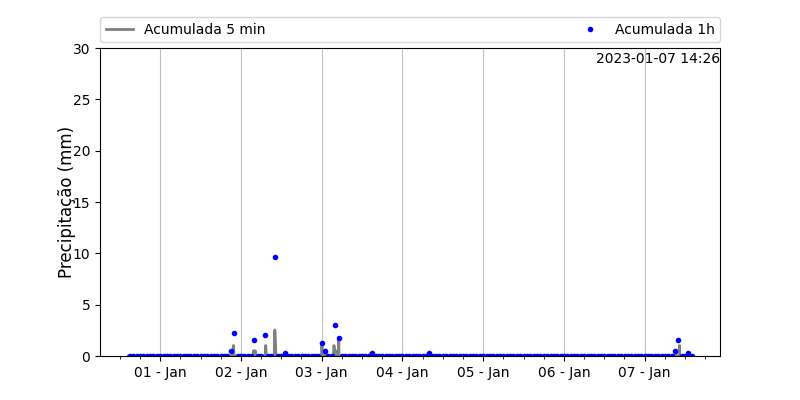 Acumulada 5 min
Acumulada 1h
2023-01-07 14:26
Precipitação (mm)
30
25
20
15
10
5
0
01 - Jan
02 - Jan
03 - Jan
04 - Jan
05 - Jan
06 - Jan
07 - Jan